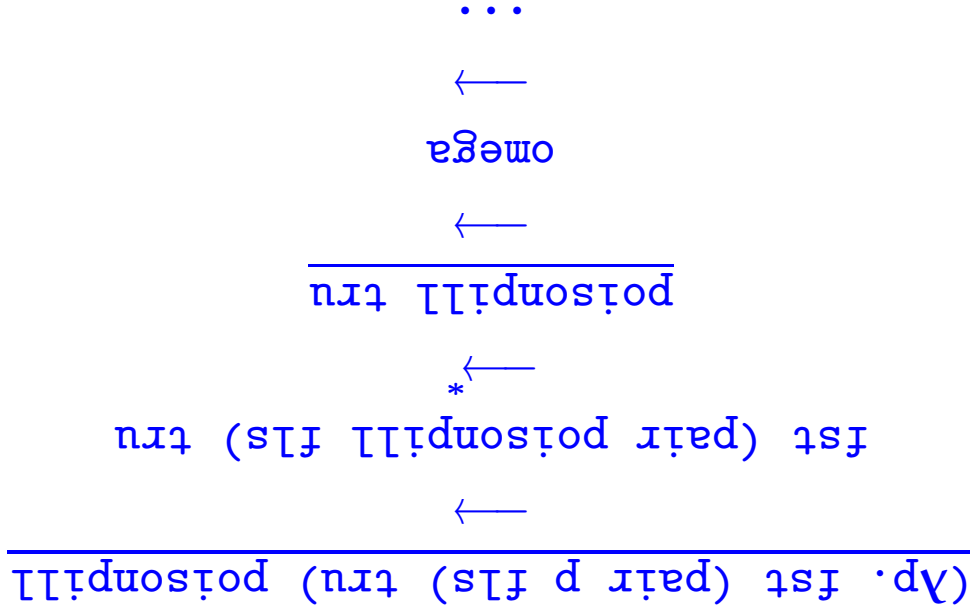 (λp. fst (pair p fls) tru) poisonpill
⟶
fst (pair poisonpill fls) tru
⟶*
poisonpill tru
⟶
omega
⟶
...